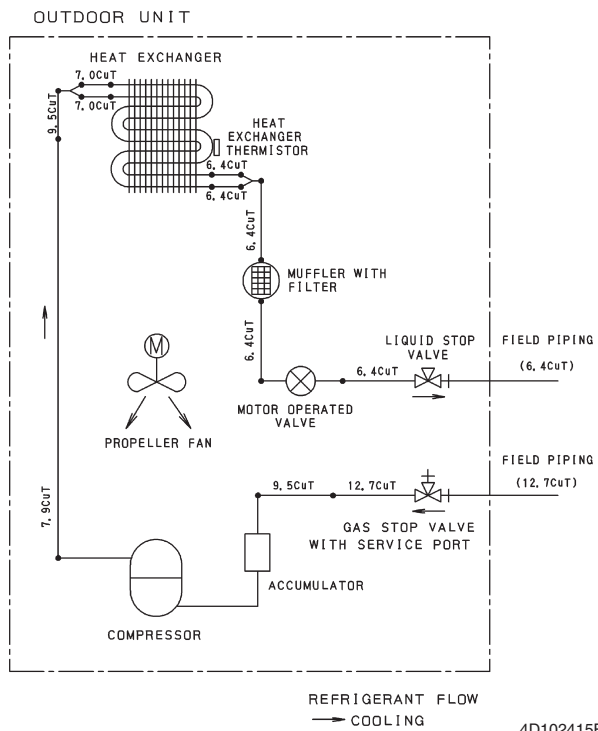 OUTDOOR UNIT
HEAT EXCHANGER
7.0CuT
7.0CuT
9.5CuT
HEAT
EXCHANGER
THERMISTOR
6.4CuT
6.4CuT
6.4CuT
MUFFLER WITH
FILTER
6.4CuT
M
PROPELLER FAN
MOTOR OPERATED
VALVE
6.4CuT
LIQUID STOP
VALVE
FIELD PIPING
(6.4CuT)
7.9CuT
9.5CuT
12.7CuT
FIELD PIPING
(12.7CuT)
GAS STOP VALVE
WITH SERVICE PORT
ACCUMULATOR
COMPRESSOR
REFRIGERANT FLOW
COOLING